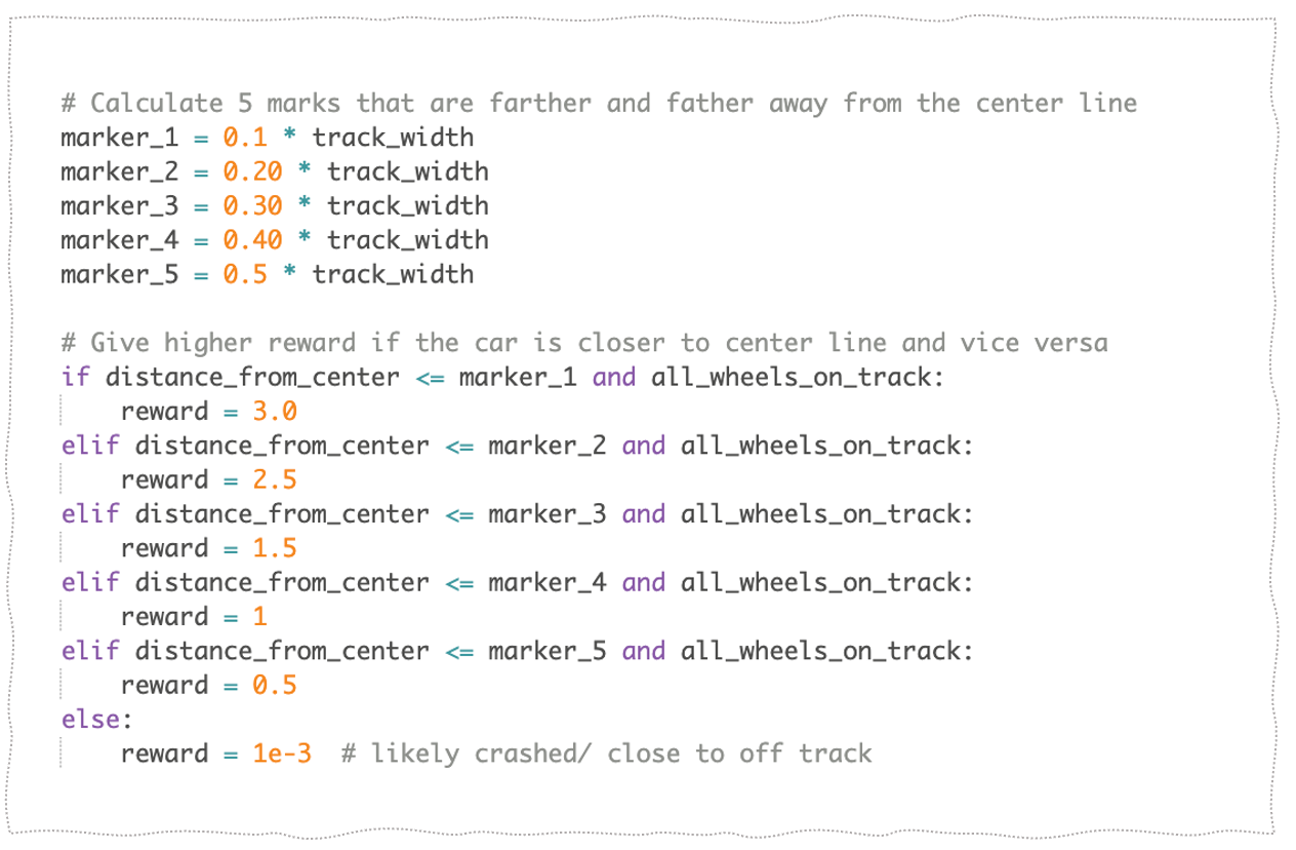 # Calculate 5 marks that are farther and father away from the center line
marker_1 = 0.1 * track_width
marker_2 = 0.20 * track_width
marker_3 = 0.30 * track_width
marker_4 = 0.40 * track_width
marker_5 = 0.5 * track_width

# Give higher reward if the car is closer to center line and vice versa
if distance_from_center <= marker_1 and all_wheels_on_track:
    reward = 3.0
elif distance_from_center <= marker_2 and all_wheels_on_track:
    reward = 2.5
elif distance_from_center <= marker_3 and all_wheels_on_track:
    reward = 1.5
elif distance_from_center <= marker_4 and all_wheels_on_track:
    reward = 1
elif distance_from_center <= marker_5 and all_wheels_on_track:
    reward = 0.5
else:
    reward = 1e-3  # likely crashed/ close to off track